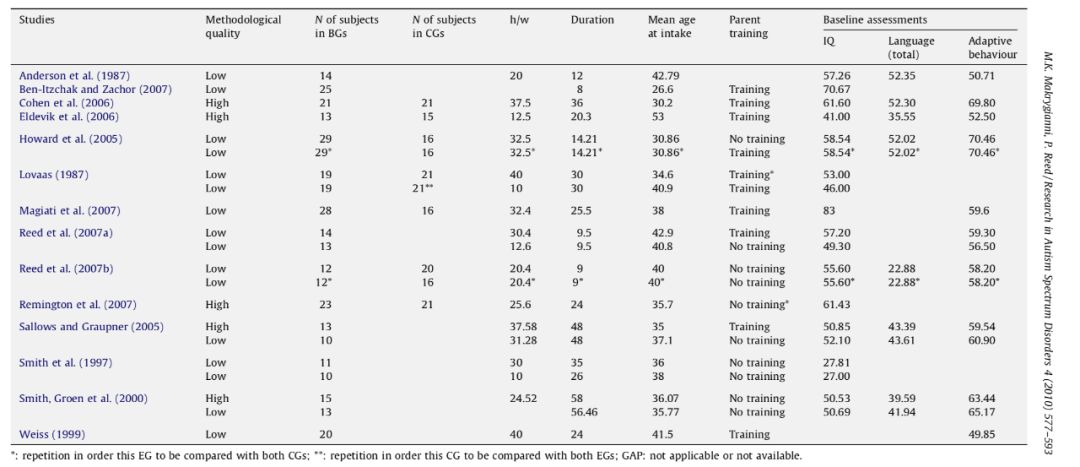 Studies Methodological quality N of subjects in BGs N of subjects in CGs h/w Duration Mean age at intake Parent training Baseline assessments
IQ Language (total) Adaptive behaviour
Anderson et al. (1987) Low 14 20 12 42.79 57.26 52.35 50.71
Ben-Itzchak and Zachor (2007) Low 25 8 26.6 Training 70.67
Cohen et al. (2006) High 21 21 37.5 36 30.2 Training 61.60 52.30 69.80
Eldevik et al. (2006) High 13 15 12.5 20.3 53 Training 41.00 35.55 52.50
Howard et al. (2005) Low 29 16 32.5 14.21 30.86 No training 58.54 52.02 70.46
Low 29* 16 32.5* 14.21* 30.86* Training 58.54* 52.02* 70.46*
Lovaas (1987) Low 19 21 40 30 34.6 Training* 53.00
Low 19 21** 10 30 40.9 Training 46.00
Magiati et al. (2007) Low 28 16 32.4 25.5 38 Training 83 59.6
Reed et al. (2007a) Low 14 30.4 9.5 42.9 Training 57.20 59.30
Low 13 12.6 9.5 40.8 No training 49.30 56.50
Reed et al. (2007b) Low 12 20 20.4 9 40 No training 55.60 22.88 58.20
Low 12* 16 20.4* 9* 40* No training 55.60* 22.88* 58.20*
Remington et al. (2007) High 23 21 25.6 24 35.7 No training* 61.43
Sallows and Graupner (2005) High 13 37.58 48 35 Training 50.85 43.39 59.54
Low 10 31.28 48 37.1 Training 52.10 43.61 60.90
Smith et al. (1997) Low 11 30 35 36 No training 27.81
Low 10 10 26 38 No training 27.00
Smith, Groen et al. (2000) High 15 24.52 58 36.07 No training 50.53 39.59 63.44
Low 13 56.46 35.77 No training 50.69 41.94 65.17
Weiss (1999) Low 20 40 24 41.5 Training 49.85
*: repetition in order this EG to be compared with both CGs; **: repetition in order this CG to be compared with both EGs; GAP: not applicable or not available.
M.K. Makrygianni, P. Reed / Research in Autism Spectrum Disorders 4 (2010) 577–593